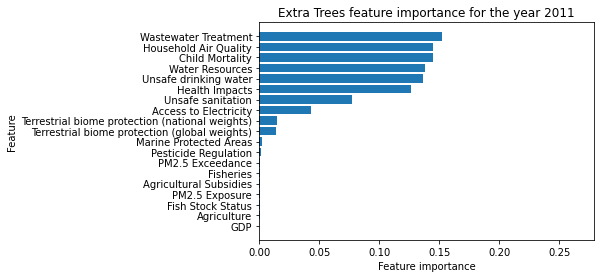 Extra Trees feature importance for the year 2011
Feature
Wastewater Treatment
Household Air Quality
Child Mortality
Water Resources
Unsafe drinking water
Health Impacts
Unsafe sanitation
Access to Electricity
Terrestrial biome protection (national weights)
Terrestrial biome protection (global weights)
Marine Protected Areas
Pesticide Regulation
PM2.5 Exceedance
Fisheries
Agricultural Subsidies
PM2.5 Exposure
Fish Stock Status
Agriculture
GDP
0.00 0.05 0.10 0.15 0.20 0.25
Feature importance